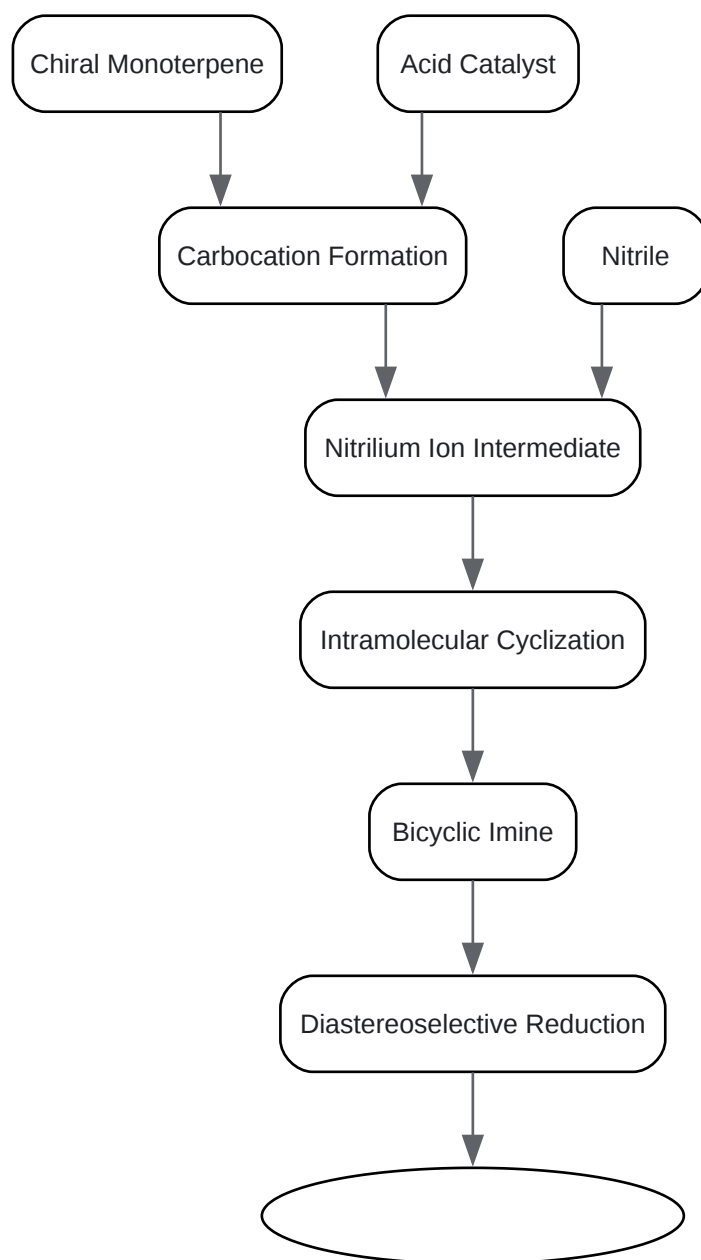 Chiral Monoterpene
Acid Catalyst
Carbocation Formation
Nitrile
Nitrilium Ion Intermediate
Intramolecular Cyclization
Bicyclic Imine
Diastereoselective Reduction